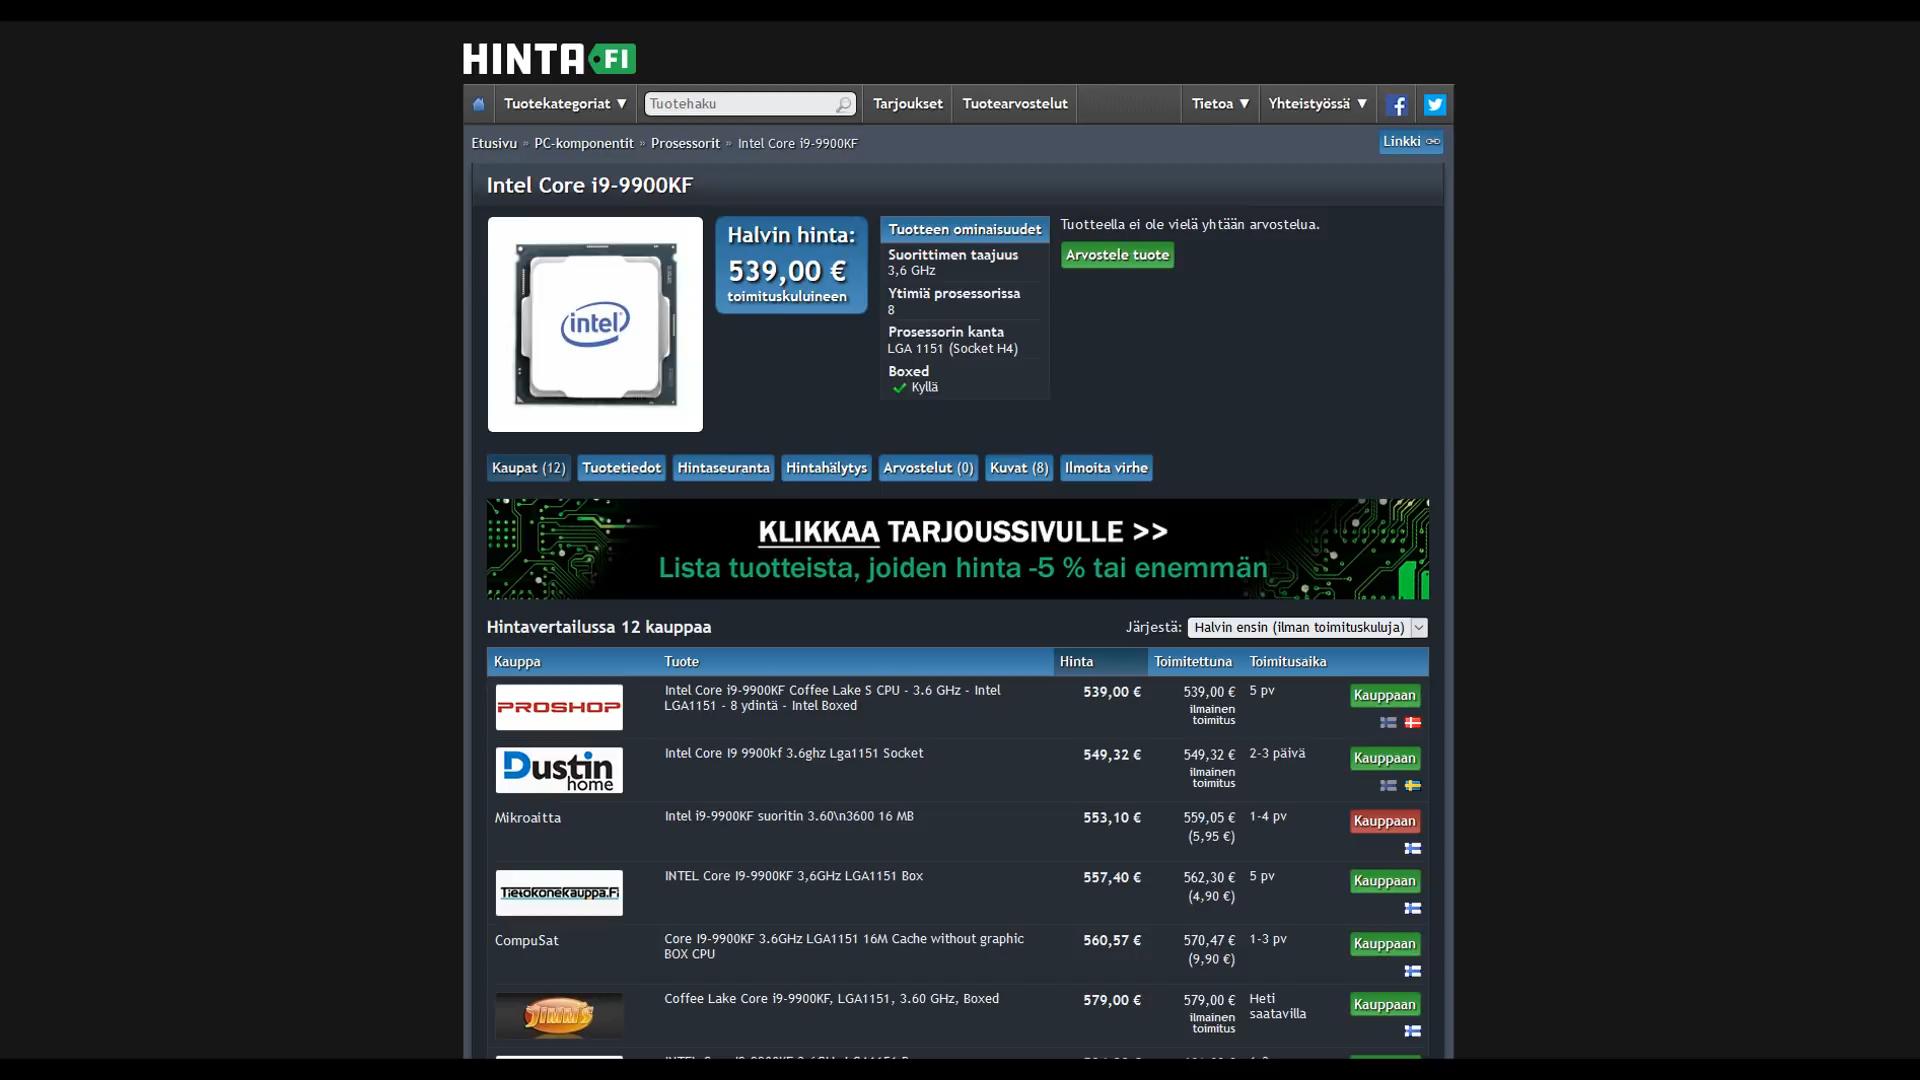 HINTA FI
Tuotekategoriat ▼
Tuotehaku
Tarjoukset
Tuotearvostelut
Tietoa ▼
Yhteistyössä ▼
Etusivu » PC-komponentit » Prosessorit » Intel Core i9-9900KF
Linkki
Intel Core i9-9900KF
intel
Halvin hinta:
539,00 €
toimituskuluineen
Tuotteen ominaisuudet
Suorittimen taajuus
3,6 GHz
Ytimiä prosessorissa
8
Prosessorin kanta
LGA 1151 (Socket H4)
Boxed
Kyllä
Tuotteella ei ole vielä yhtään arvostelua.
Arvostele tuote
Kaupat (12)
Tuotetiedot
Hintaseuranta
Hintahälytys
Arvostelut (0)
Kuvat (8)
Ilmoita virhe
KLIKKAA TARJOUSSIVULLE >>
Lista tuotteista, joiden hinta -5 % tai enemmän
Hintavertailussa 12 kauppaa
Järjestä: Halvin ensin (ilman toimituskuluja)
Kauppa Tuote Hinta Toimitettuna Toimitusaika
PROSHOP
Intel Core i9-9900KF Coffee Lake S CPU - 3.6 GHz - Intel
LGA1151 - 8 ydintä - Intel Boxed
539,00 €
539,00 €
ilmainen
toimitus
5 pv
Kauppaan
Dustin
home
Intel Core I9 9900kf 3.6ghz Lga1151 Socket
549,32 €
549,32 €
ilmainen
toimitus
2-3 päivä
Kauppaan
Mikroaitta
Intel i9-9900KF suoritin 3.60\n3600 16 MB
553,10 €
559,05 €
(5,95 €)
1-4 pv
Kauppaan
TietokoneKauppa.Fi
INTEL Core I9-9900KF 3,6GHz LGA1151 Box
557,40 €
562,30 €
(4,90 €)
5 pv
Kauppaan
CompuSat
Core I9-9900KF 3.6GHz LGA1151 16M Cache without graphic
BOX CPU
560,57 €
570,47 €
(9,90 €)
1-3 pv
Kauppaan
JIMMS
Coffee Lake Core i9-9900KF, LGA1151, 3.60 GHz, Boxed
579,00 €
579,00 €
ilmainen
toimitus
Heti
saatavilla
Kauppaan